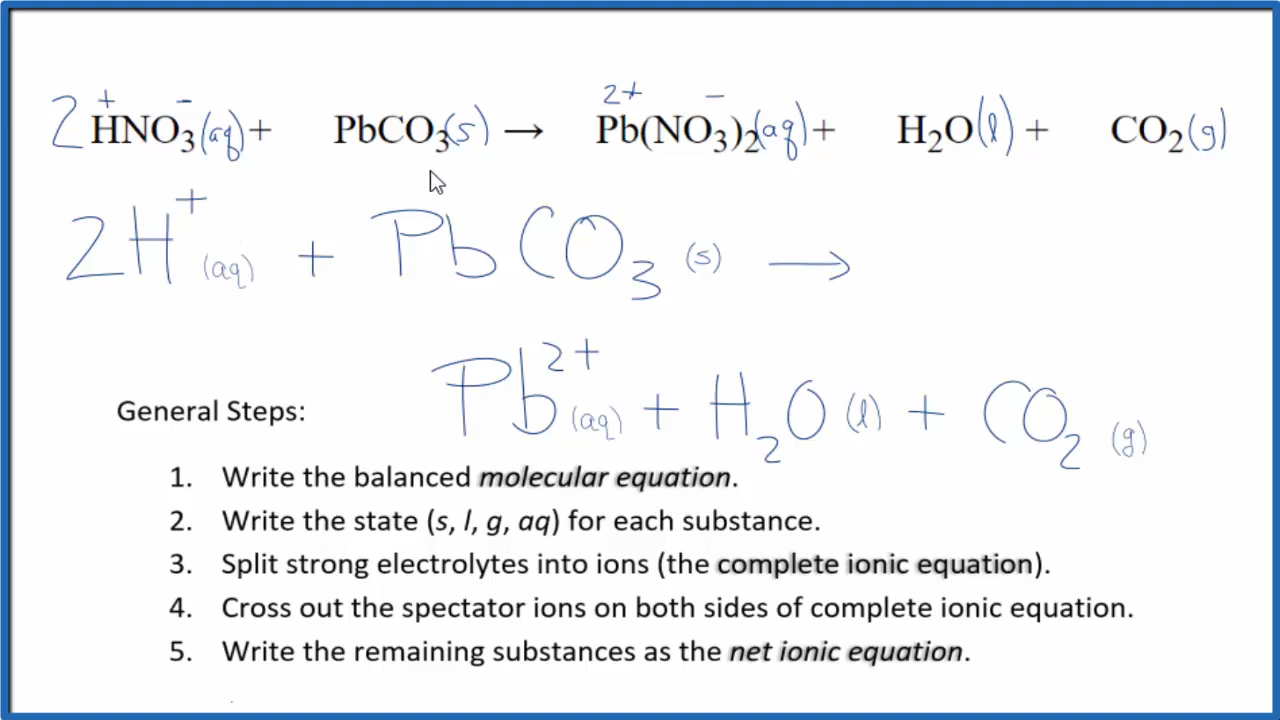 2HNO₃(aq) + PbCO₃(s) → Pb(NO₃)₂(aq) + H₂O(l) + CO₂(g)
+ − 2+ −
2H⁺(aq) + PbCO₃(s) →
Pb²⁺(aq) + H₂O(l) + CO₂(g)
General Steps:
1. Write the balanced molecular equation.
2. Write the state (s, l, g, aq) for each substance.
3. Split strong electrolytes into ions (the complete ionic equation).
4. Cross out the spectator ions on both sides of complete ionic equation.
5. Write the remaining substances as the net ionic equation.